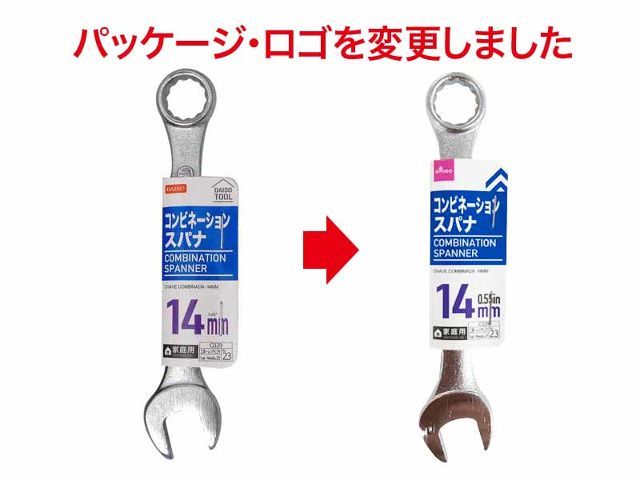 パッケージ・ロゴを変更しました
DAISO
DAISO
TOOL
コンビネーション
スパナ
COMBINATION
SPANNER
CHAVE COMBINADA ·14MM
14mm
家庭用
C029
23
DAISO
コンビネーション
スパナ
COMBINATION
SPANNER
CHAVE COMBINADA ·14MM
0.55in
14mm
家庭用
23